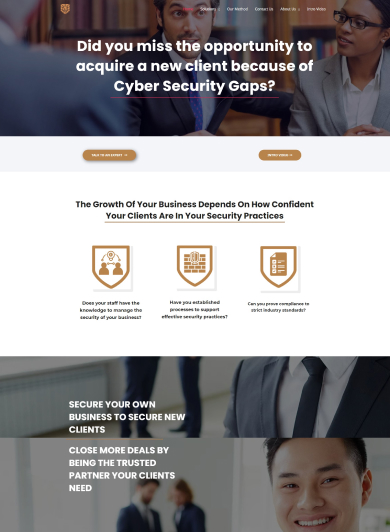 Solutions
Our Method
Contact Us
About Us
Intro Video
Did you miss the opportunity to
acquire a new client because of
Cyber Security Gaps?
TALK TO AN EXPERT
INTRO VIDEO
The Growth Of Your Business Depends On How Confident
Your Clients Are In Your Security Practices
Does your staff have the
knowledge to manage the
security of your business?
Have you established
processes to support
effective security practices?
Can you prove compliance to
strict industry standards?
SECURE YOUR OWN
BUSINESS TO SECURE NEW
CLIENTS
CLOSE MORE DEALS BY
BEING THE TRUSTED
PARTNER YOUR CLIENTS
NEED